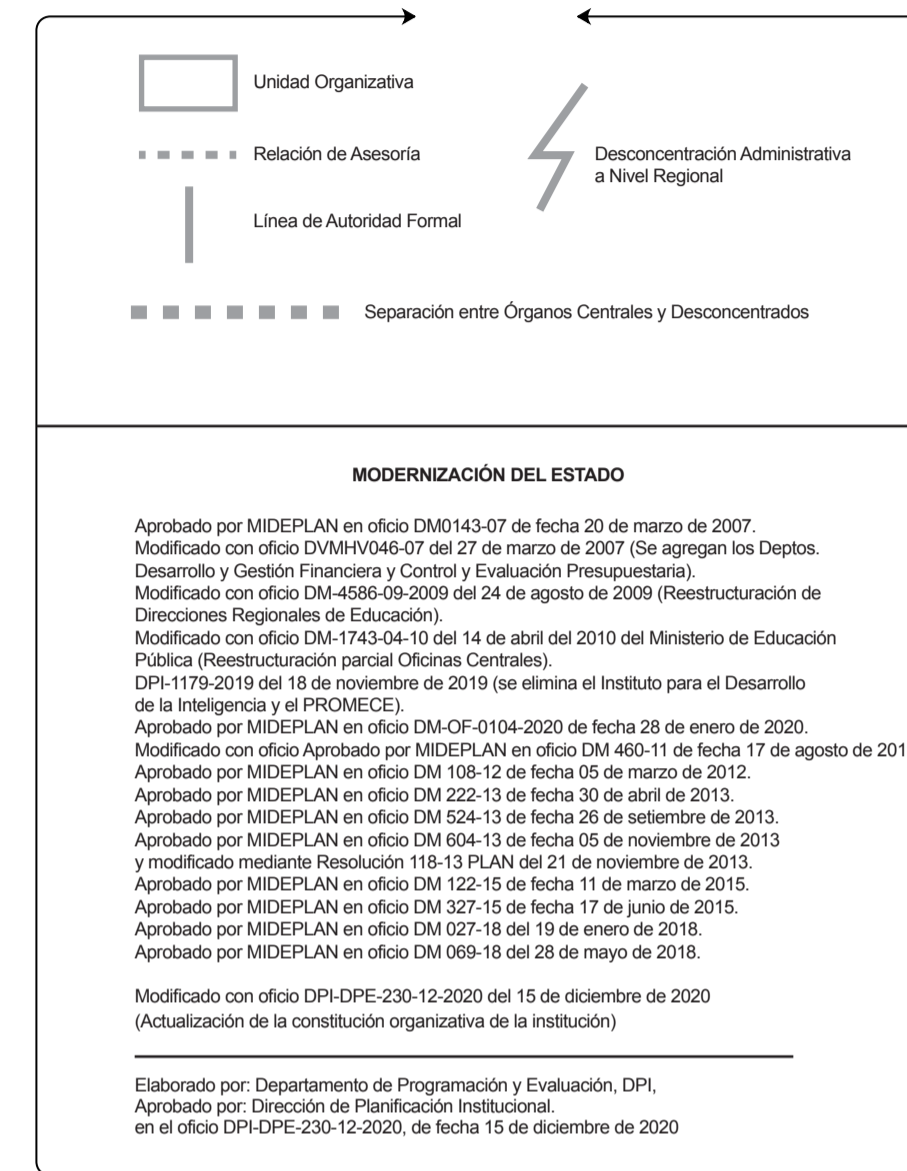 Unidad Organizativa
Relación de Asesoría
Línea de Autoridad Formal
Desconcentración Administrativa
a Nivel Regional
Separación entre Órganos Centrales y Desconcentrados
MODERNIZACIÓN DEL ESTADO
Aprobado por MIDEPLAN en oficio DM0143-07 de fecha 20 de marzo de 2007.
Modificado con oficio DVMHV046-07 del 27 de marzo de 2007 (Se agregan los Deptos.
Desarrollo y Gestión Financiera y Control y Evaluación Presupuestaria).
Modificado con oficio DM-4586-09-2009 del 24 de agosto de 2009 (Reestructuración de
Direcciones Regionales de Educación).
Modificado con oficio DM-1743-04-10 del 14 de abril del 2010 del Ministerio de Educación
Pública (Reestructuración parcial Oficinas Centrales).
DPI-1179-2019 del 18 de noviembre de 2019 (se elimina el Instituto para el Desarrollo
de la Inteligencia y el PROMECE).
Aprobado por MIDEPLAN en oficio DM-OF-0104-2020 de fecha 28 de enero de 2020.
Modificado con oficio Aprobado por MIDEPLAN en oficio DM 460-11 de fecha 17 de agosto de 201
Aprobado por MIDEPLAN en oficio DM 108-12 de fecha 05 de marzo de 2012.
Aprobado por MIDEPLAN en oficio DM 222-13 de fecha 30 de abril de 2013.
Aprobado por MIDEPLAN en oficio DM 524-13 de fecha 26 de setiembre de 2013.
Aprobado por MIDEPLAN en oficio DM 604-13 de fecha 05 de noviembre de 2013
y modificado mediante Resolución 118-13 PLAN del 21 de noviembre de 2013.
Aprobado por MIDEPLAN en oficio DM 122-15 de fecha 11 de marzo de 2015.
Aprobado por MIDEPLAN en oficio DM 327-15 de fecha 17 de junio de 2015.
Aprobado por MIDEPLAN en oficio DM 027-18 del 19 de enero de 2018.
Aprobado por MIDEPLAN en oficio DM 069-18 del 28 de mayo de 2018.
Modificado con oficio DPI-DPE-230-12-2020 del 15 de diciembre de 2020
(Actualización de la constitución organizativa de la institución)
Elaborado por: Departamento de Programación y Evaluación, DPI,
Aprobado por: Dirección de Planificación Institucional.
en el oficio DPI-DPE-230-12-2020, de fecha 15 de diciembre de 2020